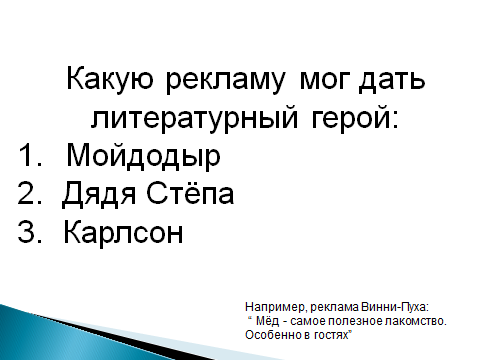 Какую рекламу мог дать
литературный герой:
1. Мойдодыр
2. Дядя Стёпа
3. Карлсон
Например, реклама Винни-Пуха:
“ Мёд - самое полезное лакомство.
Особенно в гостях”